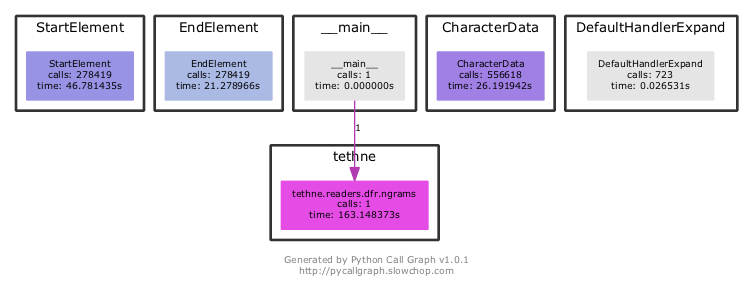 StartElement
StartElement
calls: 278419
time: 46.781435s
EndElement
EndElement
calls: 278419
time: 21.278966s
__main__
__main__
calls: 1
time: 0.000000s
CharacterData
CharacterData
calls: 556618
time: 26.191942s
DefaultHandlerExpand
DefaultHandlerExpand
calls: 723
time: 0.026531s
1
tethne
tethne.readers.dfr.ngrams
calls: 1
time: 163.148373s
Generated by Python Call Graph v1.0.1
http://pycallgraph.slowchop.com